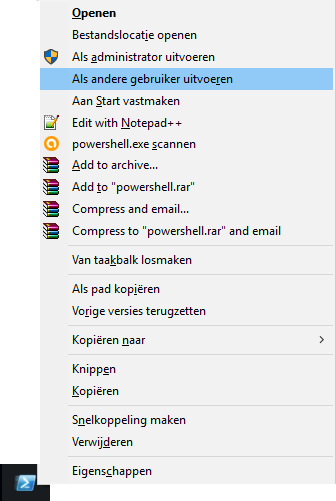 Openen
Bestandslocatie openen
Als administrator uitvoeren
Als andere gebruiker uitvoeren
Aan Start vastmaken
Edit with Notepad++
powershell.exe scannen
Add to archive...
Add to "powershell.rar"
Compress and email...
Compress to "powershell.rar" and email
Van taakbalk losmaken
Als pad kopiëren
Vorige versies terugzetten
Kopiëren naar
Knippen
Kopiëren
Snelkoppeling maken
Verwijderen
Eigenschappen